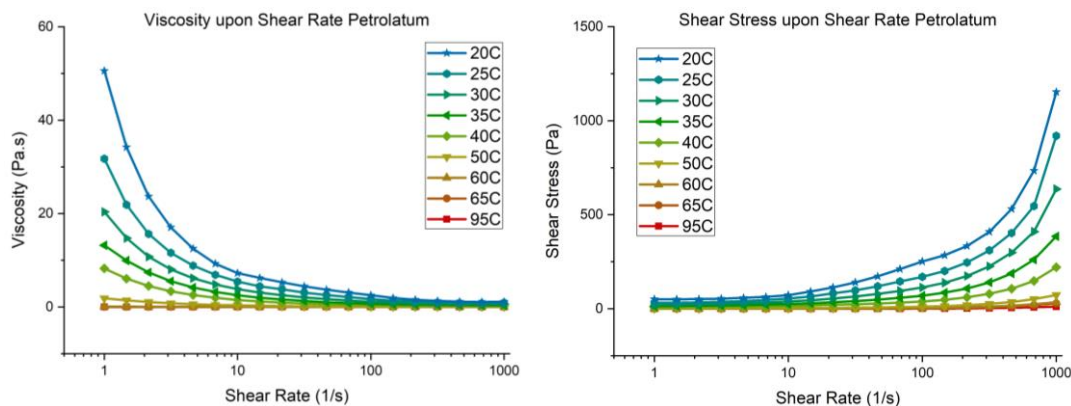 Viscosity upon Shear Rate Petrolatum
60
40
20
0
Viscosity (Pa.s)
20C
25C
30C
35C
40C
50C
60C
65C
95C
1
10
100
1000
Shear Rate (1/s)
Shear Stress upon Shear Rate Petrolatum
1500
1000
500
0
Shear Stress (Pa)
20C
25C
30C
35C
40C
50C
60C
65C
95C
1
10
100
1000
Shear Rate (1/s)